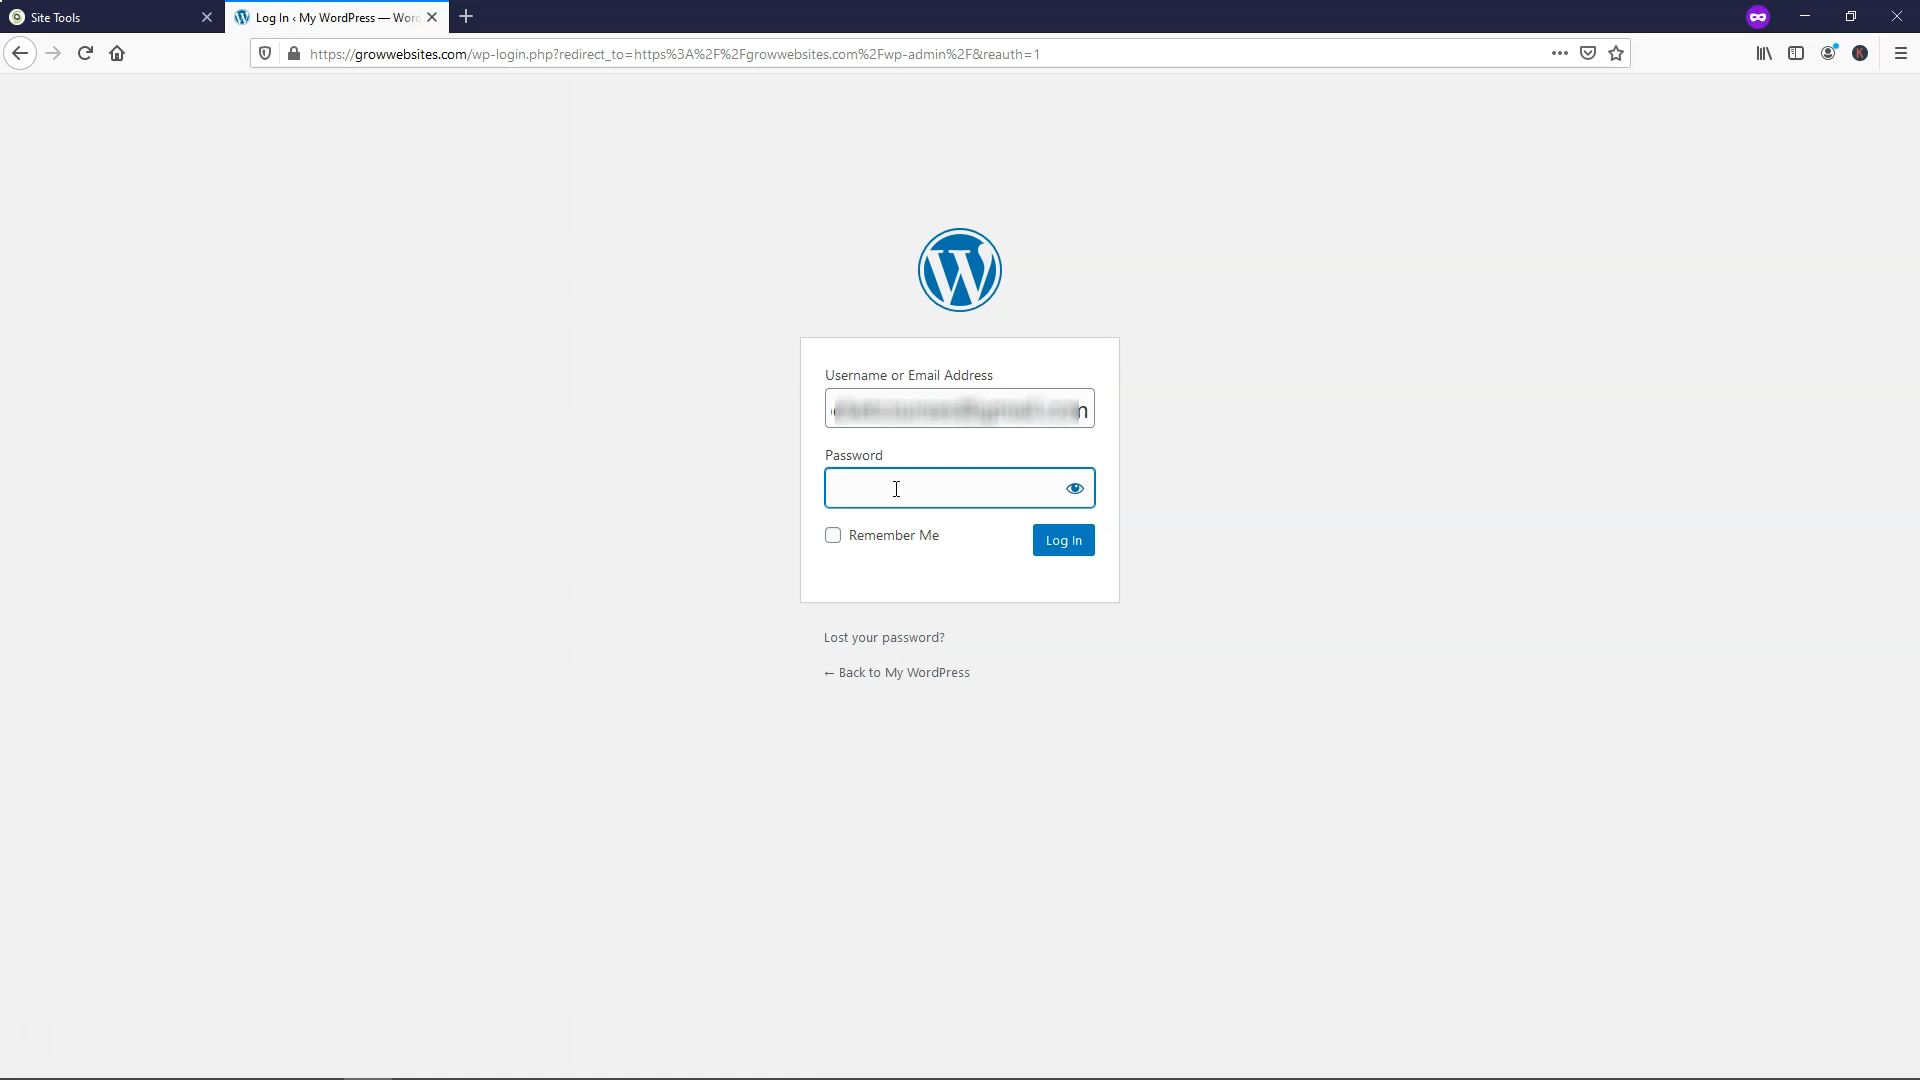 Site Tools
Log In ‹ My WordPress — Word
https://growwebsites.com/wp-login.php?redirect_to=https%3A%2F%2Fgrowwebsites.com%2Fwp-admin%2F&reauth=1
Username or Email Address
Password
Remember Me
Log In
Lost your password?
← Back to My WordPress